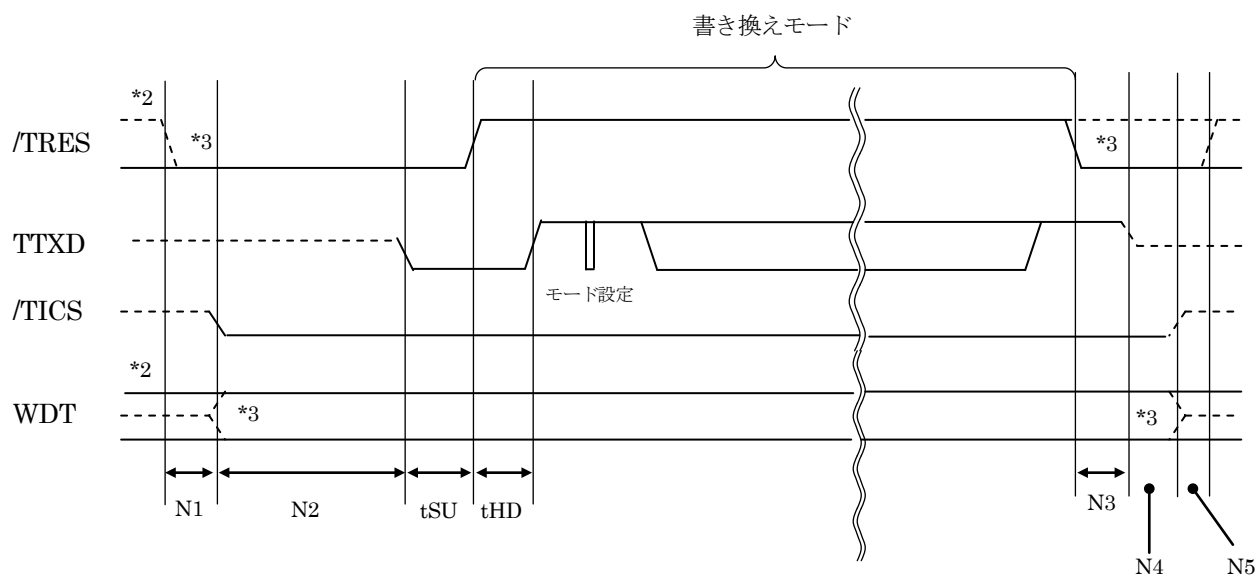 書き換えモード
*2
/TRES
*3
*3
TTXD
モード設定
/TICS
*2
WDT
*3
*3
N1
N2
tSU
tHD
N3
N4
N5